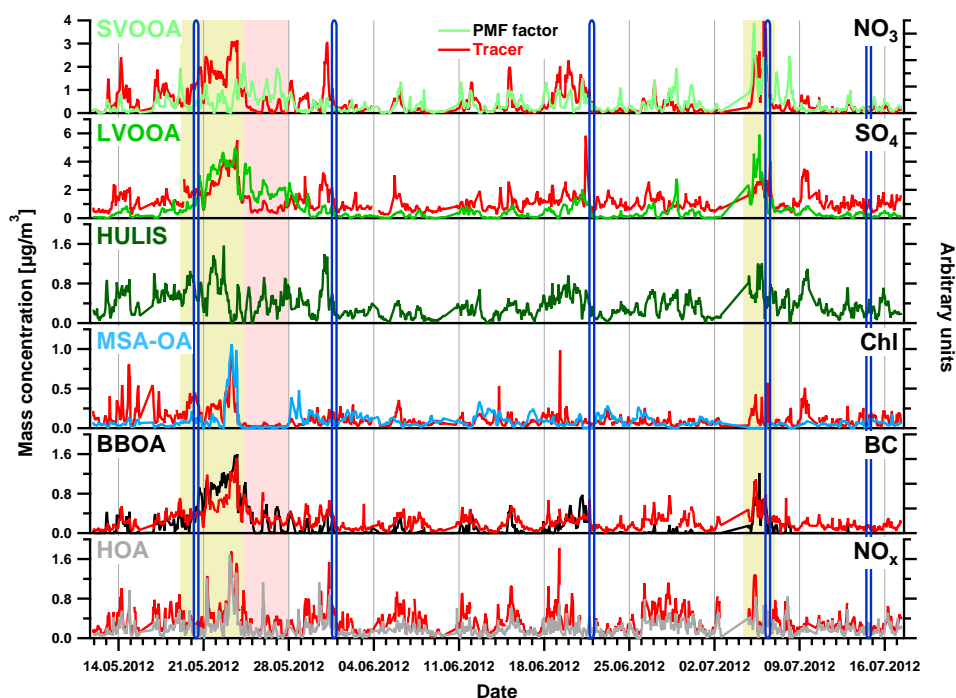 SVOOA
PMF factor
Tracer
NO3
4
3
2
1
0
LVOOA
SO4
6
4
2
0
HULIS
1.6
0.8
0.0
MSA-OA
Chl
1.0
0.5
0.0
BBOA
BC
1.6
0.8
0.0
HOA
NOx
1.6
0.8
0.0
Mass concentration [µg/m³]
Arbitrary units
14.05.2012 21.05.2012 28.05.2012 04.06.2012 11.06.2012 18.06.2012 25.06.2012 02.07.2012 09.07.2012 16.07.2012
Date